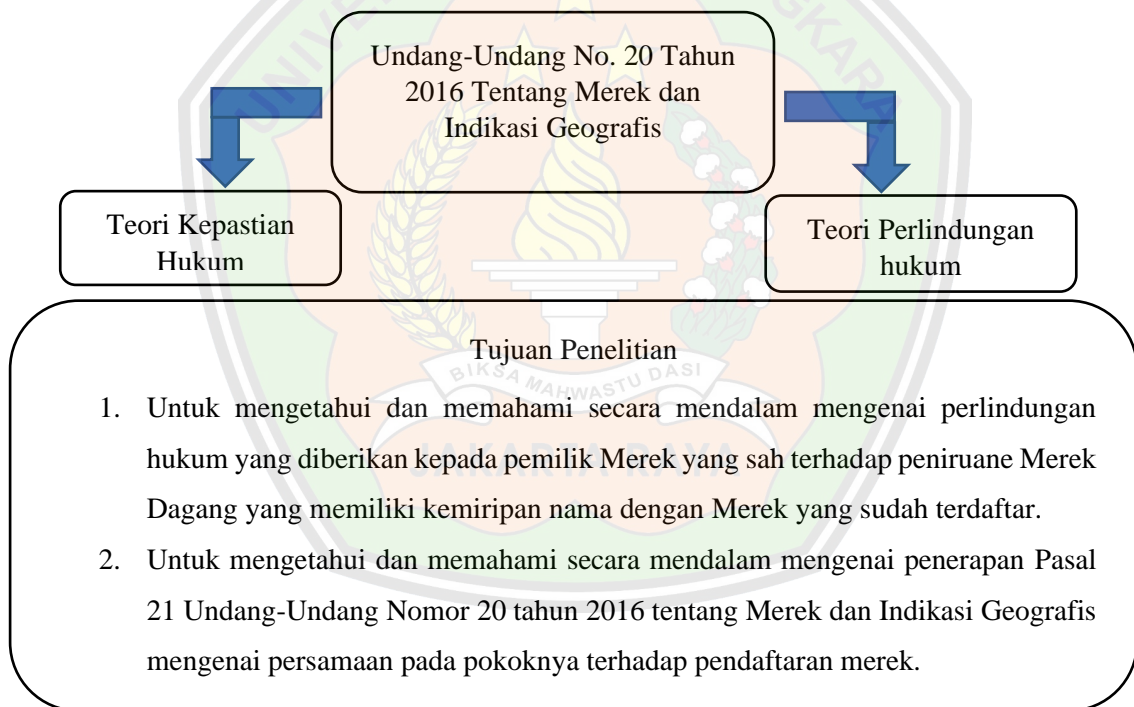 Undang-Undang No. 20 Tahun
2016 Tentang Merek dan
Indikasi Geografis
Teori Kepastian
Hukum
Teori Perlindungan
hukum
Tujuan Penelitian
1. Untuk mengetahui dan memahami secara mendalam mengenai perlindungan
hukum yang diberikan kepada pemilik Merek yang sah terhadap peniruane Merek
Dagang yang memiliki kemiripan nama dengan Merek yang sudah terdaftar.
2. Untuk mengetahui dan memahami secara mendalam mengenai penerapan Pasal
21 Undang-Undang Nomor 20 tahun 2016 tentang Merek dan Indikasi Geografis
mengenai persamaan pada pokoknya terhadap pendaftaran merek.
BIKSA MAHWASTU DASI
JAKARTA RAYA